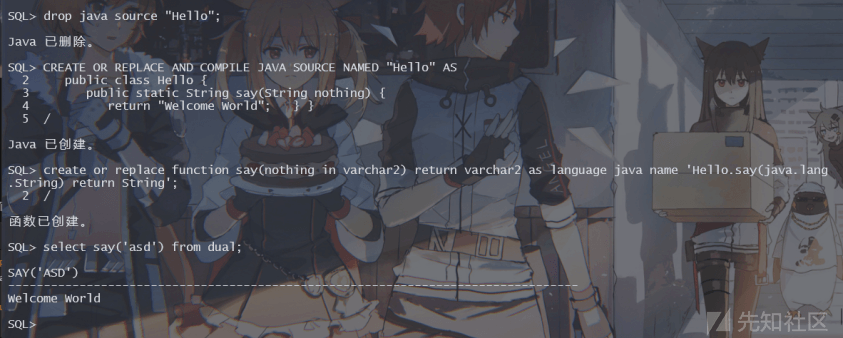 SQL> drop java source "Hello";
Java 已删除。
SQL> CREATE OR REPLACE AND COMPILE JAVA SOURCE NAMED "Hello" AS
2 public class Hello {
3 public static String say(String nothing) {
4 return "Welcome World"; } }
5 /
Java 已创建。
SQL> create or replace function say(nothing in varchar2) return varchar2 as language java name 'Hello.say(java.lang
.String) return String';
2 /
函数已创建。
SQL> select say('asd') from dual;
SAY('ASD')
--------------------------------------------------------------------------------
Welcome World
SQL>
先知社区